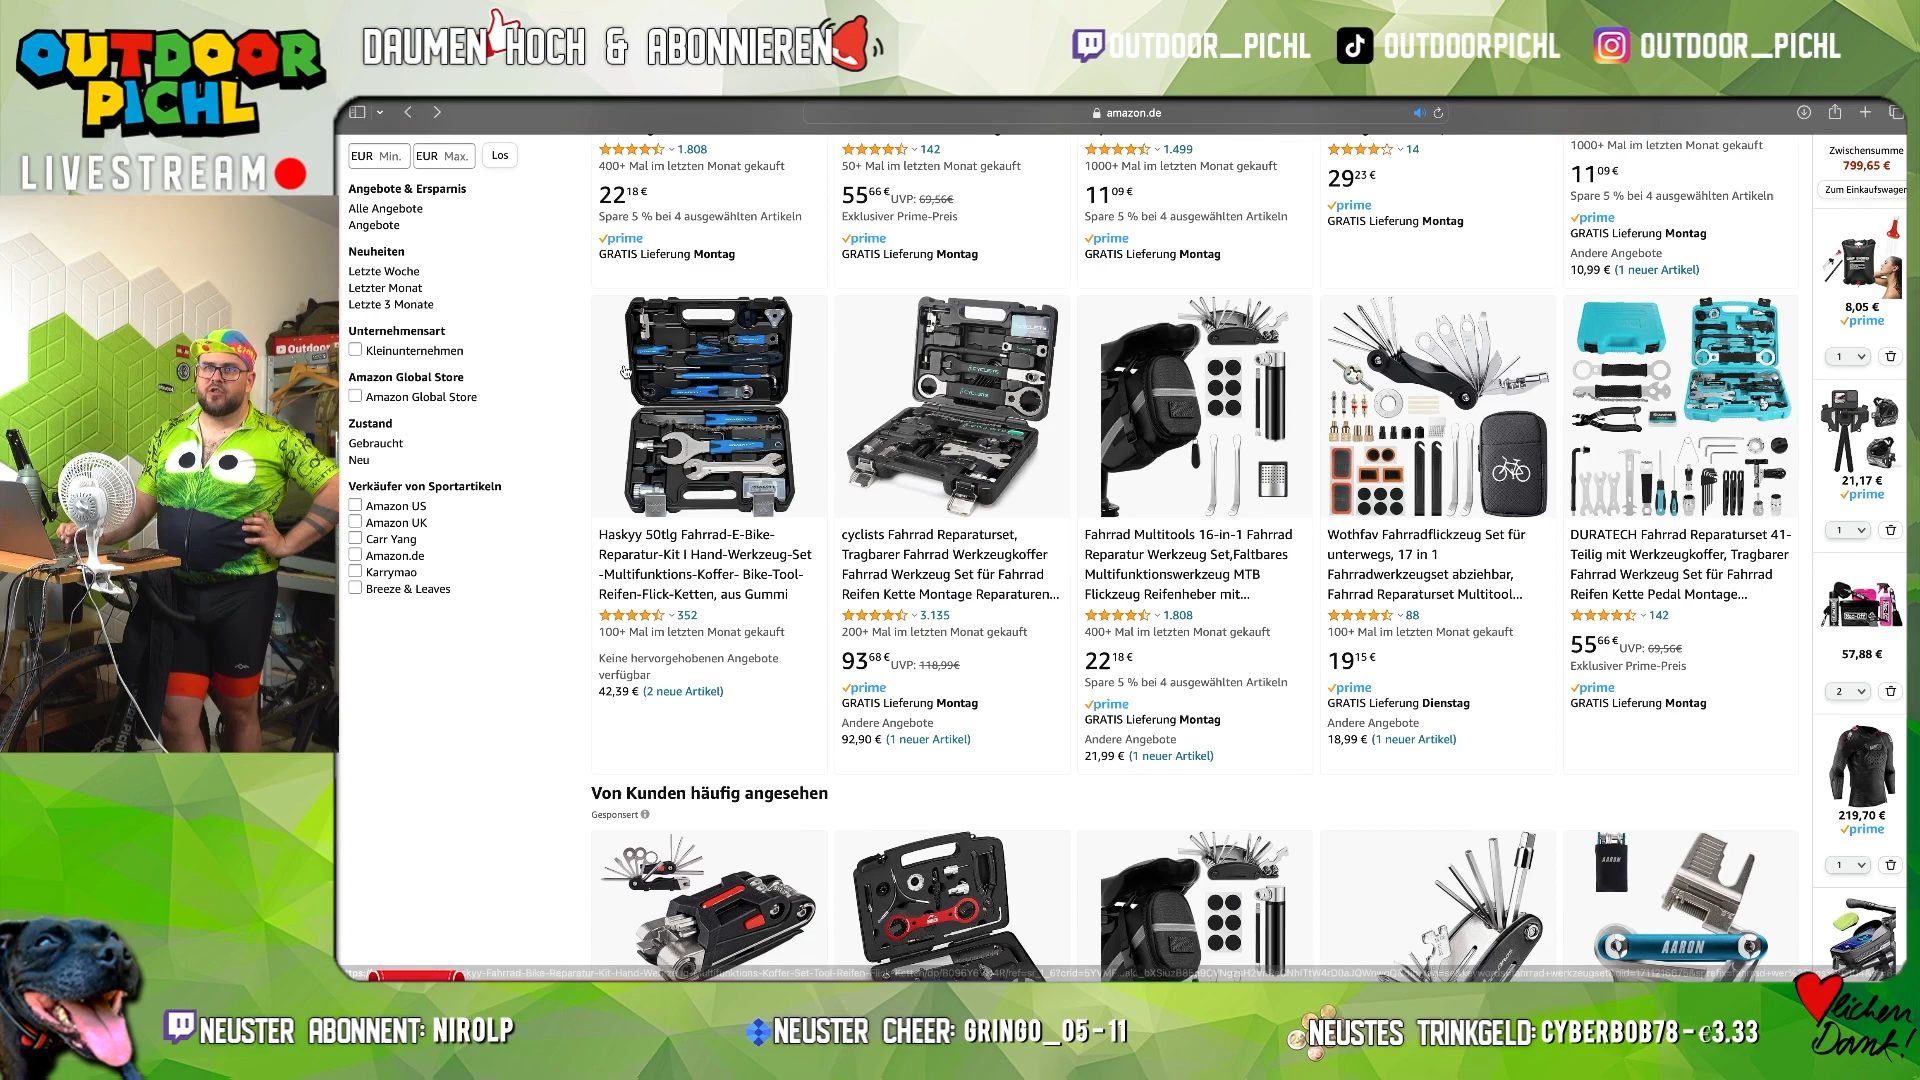 OUTDOOR
PICHL
LIVESTREAM
DAUMEN HOCH & ABONNIEREN
OUTDOOR_PICHL
OUTDOORPICHL
OUTDOOR_PICHL
amazon.de
EUR Min. EUR Max. Los
Angebote & Ersparnis
Alle Angebote
Angebote
Neuheiten
Letzte Woche
Letzter Monat
Letzte 3 Monate
Unternehmensart
Kleinunternehmen
Amazon Global Store
Amazon Global Store
Zustand
Gebraucht
Neu
Verkäufer von Sportartikeln
Amazon US
Amazon UK
Carr Yang
Amazon.de
Karrymao
Breeze & Leaves
1.808
400+ Mal im letzten Monat gekauft
22 18 €
Spare 5 % bei 4 ausgewählten Artikeln
prime
GRATIS Lieferung Montag
142
50+ Mal im letzten Monat gekauft
55 66 € UVP: 69,56€
Exklusiver Prime-Preis
prime
GRATIS Lieferung Montag
1.499
1000+ Mal im letzten Monat gekauft
11 09 €
Spare 5 % bei 4 ausgewählten Artikeln
prime
GRATIS Lieferung Montag
14
29 23 €
prime
GRATIS Lieferung Montag
1000+ Mal im letzten Monat gekauft
11 09 €
Spare 5 % bei 4 ausgewählten Artikeln
prime
GRATIS Lieferung Montag
Andere Angebote
10,99 € (1 neuer Artikel)
Haskyy 50tlg Fahrrad-E-Bike-
Reparatur-Kit I Hand-Werkzeug-Set
-Multifunktions-Koffer- Bike-Tool-
Reifen-Flick-Ketten, aus Gummi
352
100+ Mal im letzten Monat gekauft
Keine hervorgehobenen Angebote
verfügbar
42,39 € (2 neue Artikel)
cyclists Fahrrad Reparaturset,
Tragbarer Fahrrad Werkzeugkoffer
Fahrrad Werkzeug Set für Fahrrad
Reifen Kette Montage Reparaturen...
3.135
200+ Mal im letzten Monat gekauft
93 68 € UVP: 118,99€
prime
GRATIS Lieferung Montag
Andere Angebote
92,90 € (1 neuer Artikel)
Fahrrad Multitools 16-in-1 Fahrrad
Reparatur Werkzeug Set,Faltbares
Multifunktionswerkzeug MTB
Flickzeug Reifenheber mit...
1.808
400+ Mal im letzten Monat gekauft
22 18 €
Spare 5 % bei 4 ausgewählten Artikeln
prime
GRATIS Lieferung Montag
Andere Angebote
21,99 € (1 neuer Artikel)
Wothfav Fahrradflickzeug Set für
unterwegs, 17 in 1
Fahrradwerkzeugset abziehbar,
Fahrrad Reparaturset Multitool...
88
100+ Mal im letzten Monat gekauft
19 15 €
prime
GRATIS Lieferung Dienstag
Andere Angebote
18,99 € (1 neuer Artikel)
DURATECH Fahrrad Reparaturset 41-
Teilig mit Werkzeugkoffer, Tragbarer
Fahrrad Werkzeug Set für Fahrrad
Reifen Kette Pedal Montage...
142
55 66 € UVP: 69,56€
Exklusiver Prime-Preis
prime
GRATIS Lieferung Montag
Von Kunden häufig angesehen
Gesponsert
AARON
AARON
Zwischensumme
799,65 €
Zum Einkaufswagen
8,05 €
prime
1
21,17 €
prime
1
57,88 €
2
219,70 €
prime
1
NEUSTER ABONNENT: NIROLP
NEUSTER CHEER: GRINGO_05-11
NEUSTES TRINKGELD: CYBERBOB78 - €3.33
lichen
Dank!